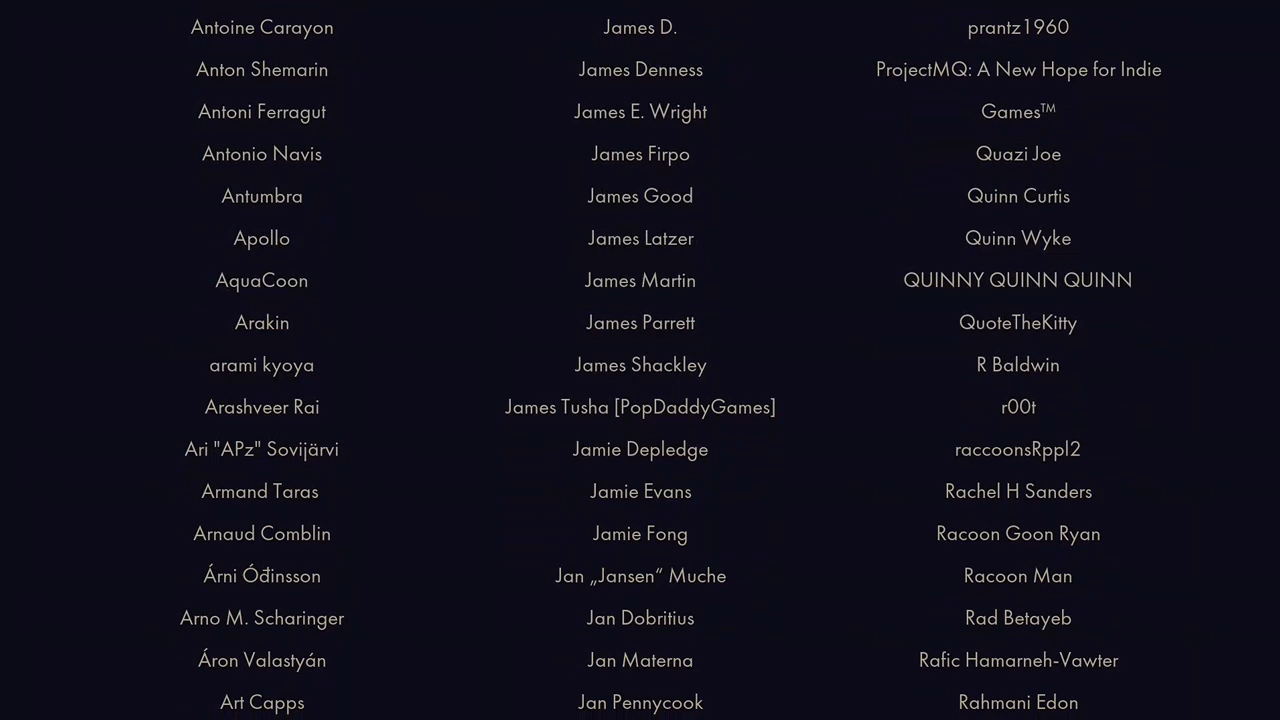 Antoine Carayon
Anton Shemarin
Antoni Ferragut
Antonio Navis
Antumbra
Apollo
AquaCoon
Arakin
arami kyoya
Arashveer Rai
Ari "APz" Sovijärvi
Armand Taras
Arnaud Comblin
Árni Óđinsson
Arno M. Scharinger
Áron Valastyán
Art Capps
James D.
James Denness
James E. Wright
James Firpo
James Good
James Latzer
James Martin
James Parrett
James Shackley
James Tusha [PopDaddyGames]
Jamie Depledge
Jamie Evans
Jamie Fong
Jan „Jansen“ Muche
Jan Dobritius
Jan Materna
Jan Pennycook
prantz1960
ProjectMQ: A New Hope for Indie
Games™
Quazi Joe
Quinn Curtis
Quinn Wyke
QUINNY QUINN QUINN
QuoteTheKitty
R Baldwin
r00t
raccoonsRppl2
Rachel H Sanders
Racoon Goon Ryan
Racoon Man
Rad Betayeb
Rafic Hamarneh-Vawter
Rahmani Edon